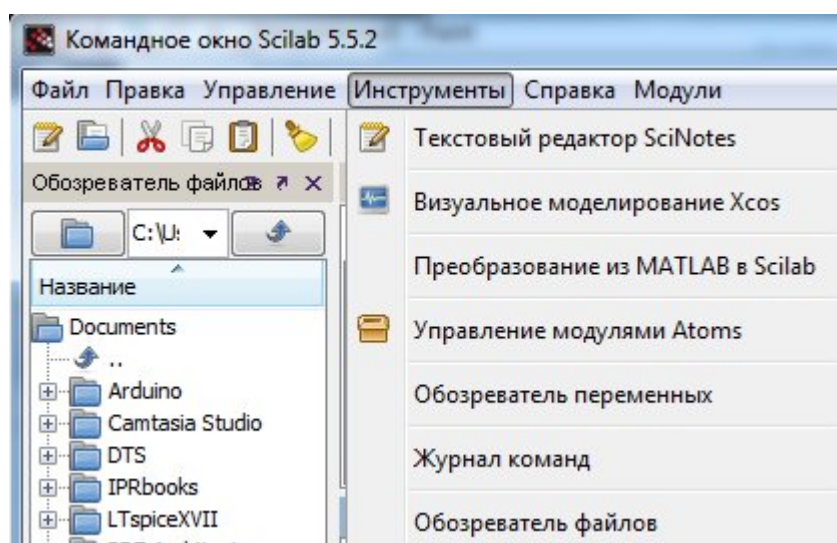 Командное окно Scilab 5.5.2
Файл Правка Управление Инструменты Справка Модули
Обозреватель файлов
C:\U
Название
Documents
..
Arduino
Camtasia Studio
DTS
IPRbooks
LTspiceXVII
Текстовый редактор SciNotes
Визуальное моделирование Xcos
Преобразование из MATLAB в Scilab
Управление модулями Atoms
Обозреватель переменных
Журнал команд
Обозреватель файлов